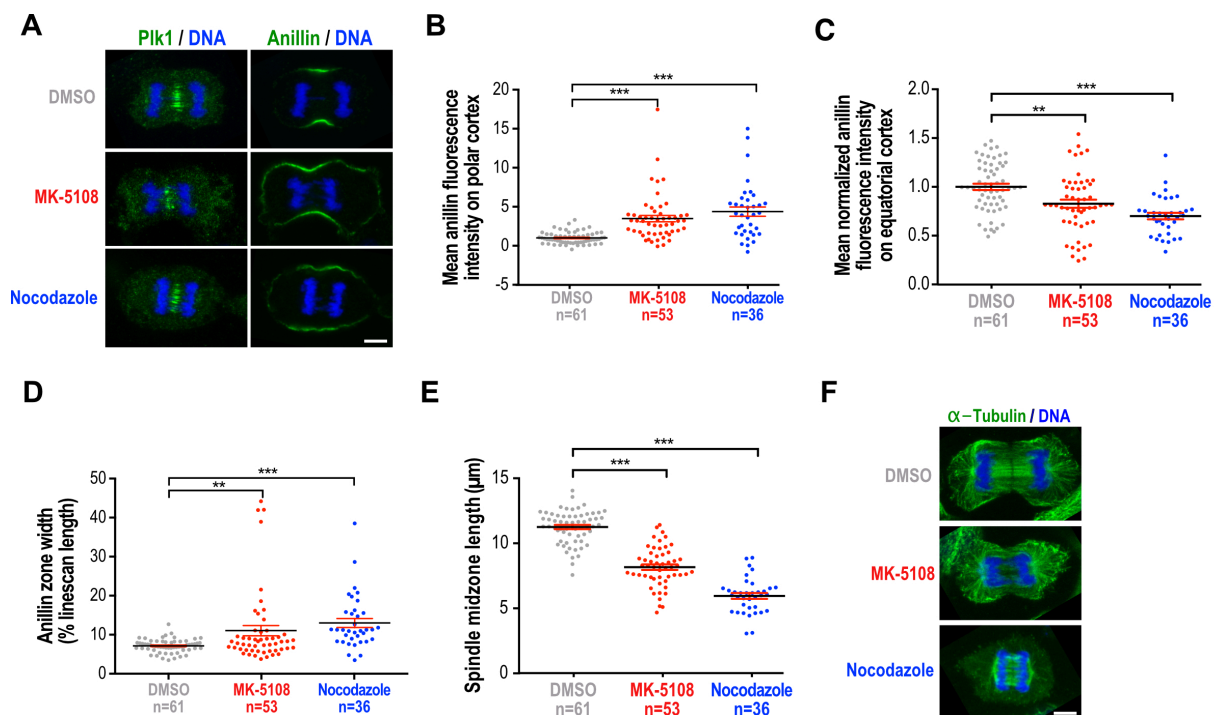 A
Plk1 / DNA
Anillin / DNA
DMSO
MK-5108
Nocodazole
B
Mean anillin fluorescence
intensity on polar cortex
20
15
10
5
0
-5
***
***
DMSO
n=61
MK-5108
n=53
Nocodazole
n=36
C
Mean normalized anillin
fluorescence intensity
on equatorial cortex
2.0
1.5
1.0
0.5
0.0
***
**
DMSO
n=61
MK-5108
n=53
Nocodazole
n=36
D
Anillin zone width
(% linescan length)
50
40
30
20
10
0
***
**
DMSO
n=61
MK-5108
n=53
Nocodazole
n=36
E
Spindle midzone length (μm)
15
10
5
0
***
***
DMSO
n=61
MK-5108
n=53
Nocodazole
n=36
F
α-Tubulin / DNA
DMSO
MK-5108
Nocodazole